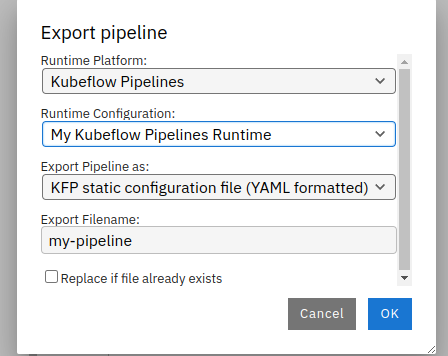 Export pipeline
Runtime Platform:
Kubeflow Pipelines
Runtime Configuration:
My Kubeflow Pipelines Runtime
Export Pipeline as:
KFP static configuration file (YAML formatted)
Export Filename:
my-pipeline
Replace if file already exists
Cancel OK